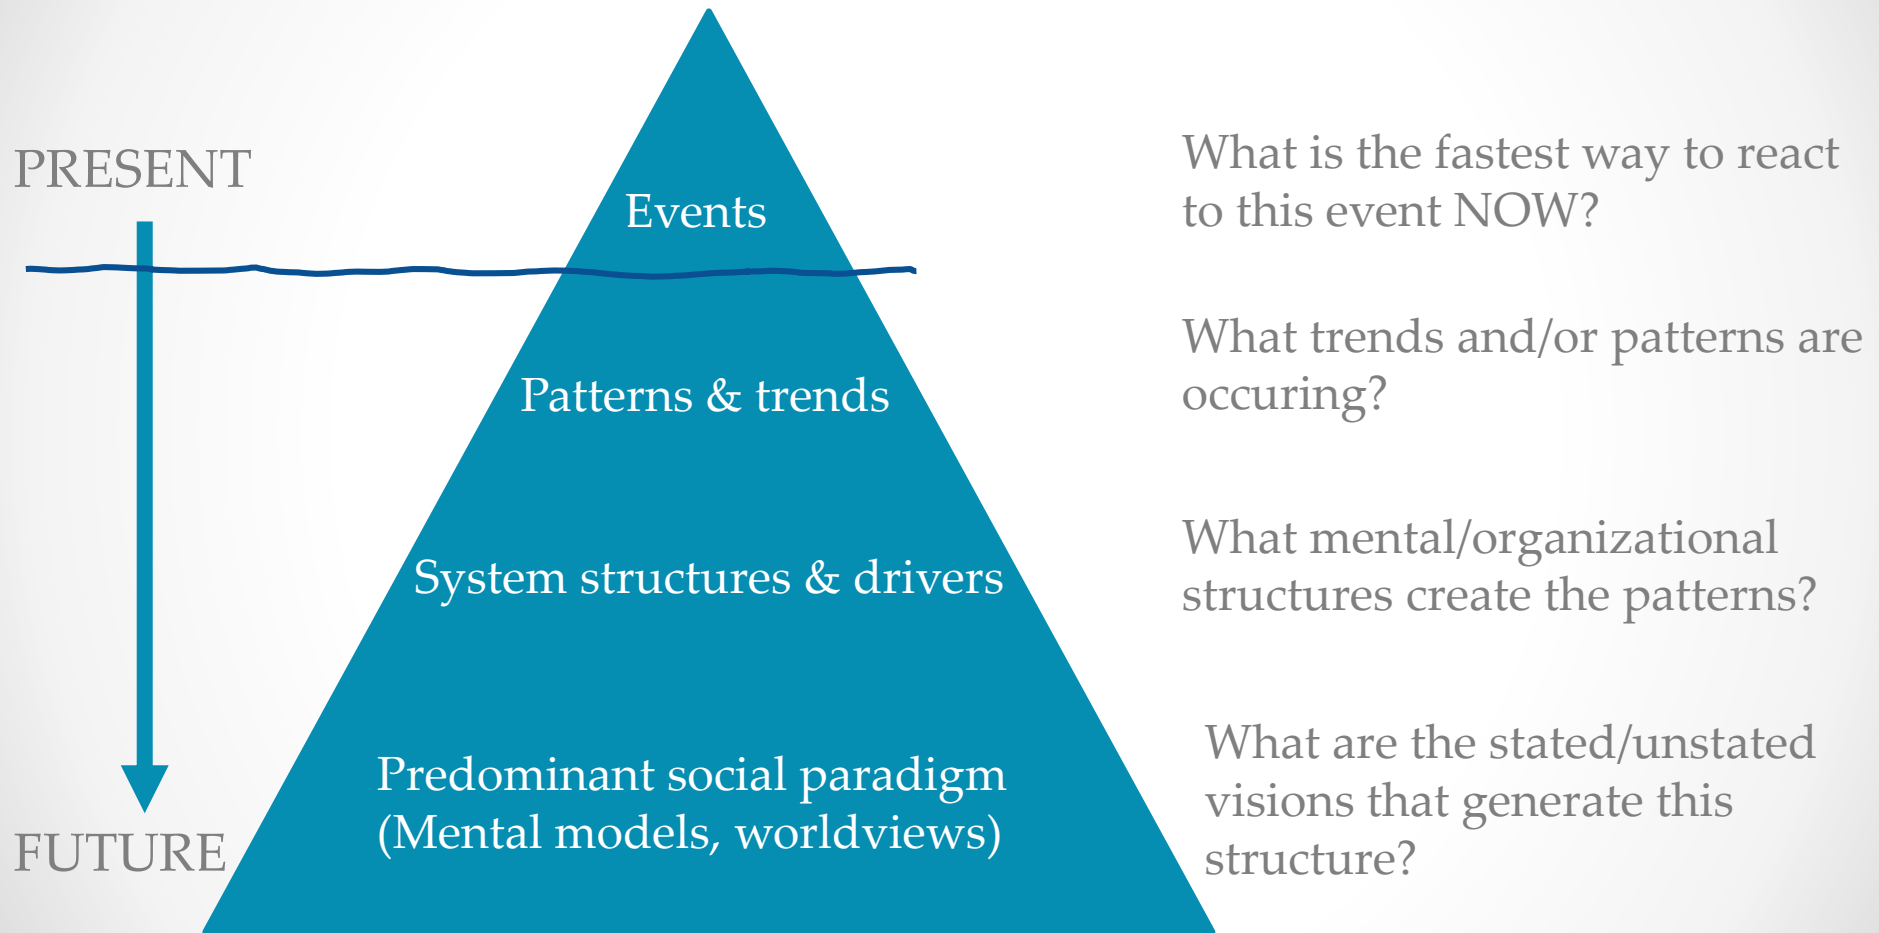 PRESENT
Events
What is the fastest way to react
to this event NOW?
Patterns & trends
What trends and/or patterns are
occuring?
System structures & drivers
What mental/organizational
structures create the patterns?
Predominant social paradigm
(Mental models, worldviews)
What are the stated/unstated
visions that generate this
structure?
FUTURE